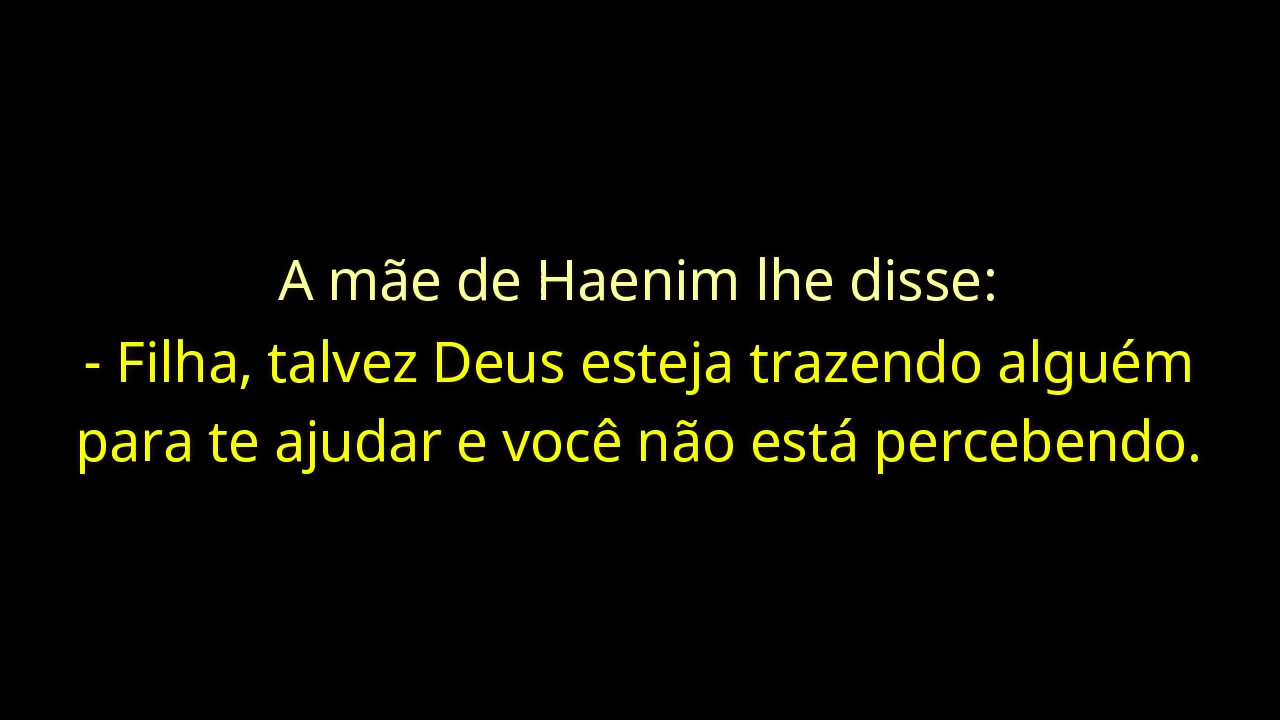 A mãe de Haenim lhe disse:
- Filha, talvez Deus esteja trazendo alguém
para te ajudar e você não está percebendo.